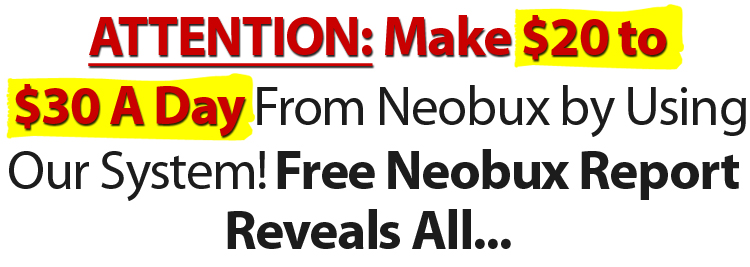 ATTENTION: Make $20 to
$30 A Day From Neobux by Using
Our System! Free Neobux Report
Reveals All...